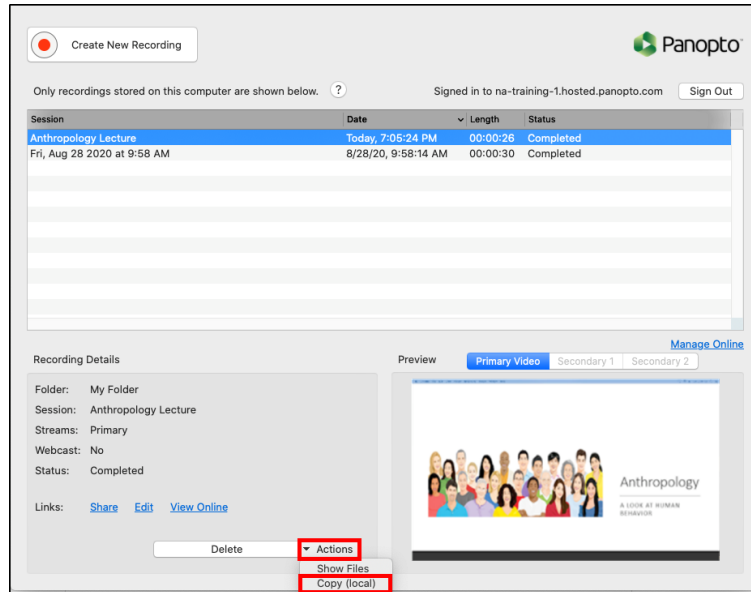 Create New Recording
Panopto
Only recordings stored on this computer are shown below. ?
Signed in to na-training-1.hosted.panopto.com Sign Out
Session Date Length Status
Anthropology Lecture Today, 7:05:24 PM 00:00:26 Completed
Fri, Aug 28 2020 at 9:58 AM 8/28/20, 9:58:14 AM 00:00:30 Completed
Manage Online
Recording Details
Preview Primary Video Secondary 1 Secondary 2
Folder: My Folder
Session: Anthropology Lecture
Streams: Primary
Webcast: No
Status: Completed
Links: Share Edit View Online
Anthropology
A LOOK AT HUMAN
BEHAVIOR
Delete Actions
Show Files
Copy (local)